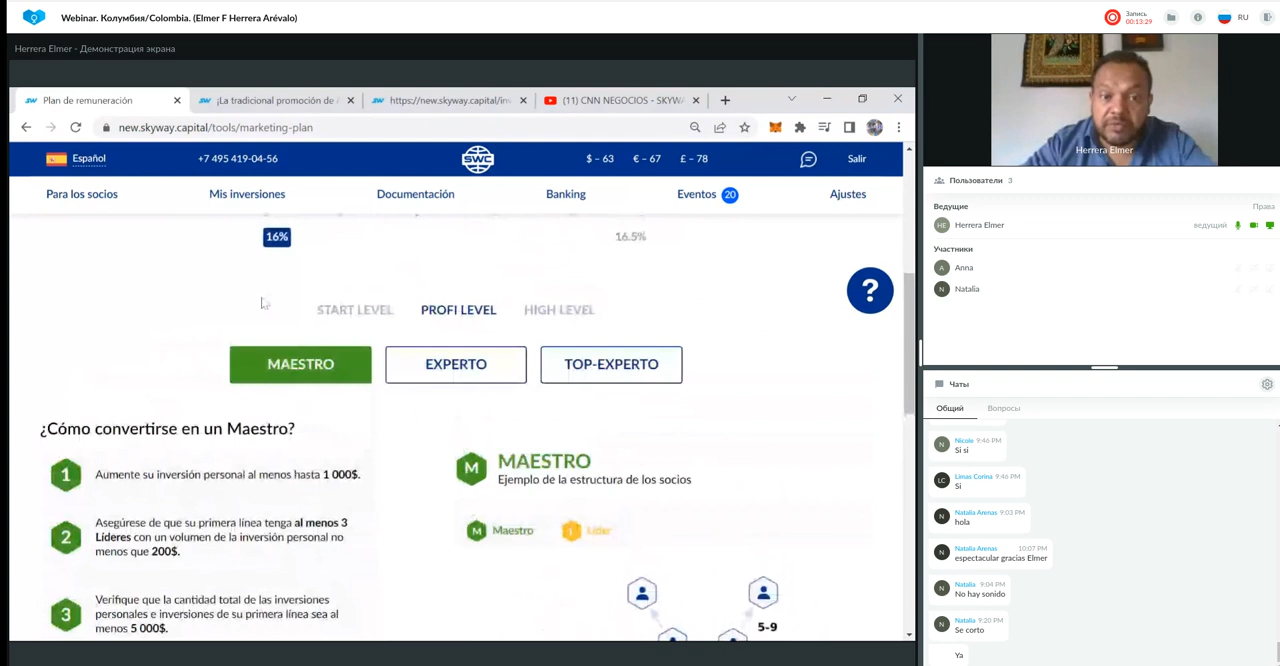 Webinar. Колумбия/Colombia. (Elmer F Herrera Arévalo)
Запись
00:13:29
RU
Herrera Elmer - Демонстрация экрана
Plan de remuneración
¡La tradicional promoción de
https://new.skyway.capital/in
(11) CNN NEGOCIOS - SKYW
new.skyway.capital/tools/marketing-plan
Español
+7 495 419-04-56
SWC
$ – 63
€ – 67
£ – 78
Salir
Para los socios
Mis inversiones
Documentación
Banking
Eventos 20
Ajustes
16%
16.5%
?
START LEVEL
PROFI LEVEL
HIGH LEVEL
MAESTRO
EXPERTO
TOP-EXPERTO
¿Cómo convertirse en un Maestro?
1
Aumente su inversión personal al menos hasta 1 000$.
2
Asegúrese de que su primera línea tenga al menos 3
Líderes con un volumen de la inversión personal no
menos que 200$.
3
Verifique que la cantidad total de las inversiones
personales e inversiones de su primera línea sea al
menos 5 000$.
M
MAESTRO
Ejemplo de la estructura de los socios
M Maestro
Líder
5-9
Herrera Elmer
Пользователи 3
Ведущие
Права
HE
Herrera Elmer
ведущий
Участники
A
Anna
N
Natalia
Чаты
Общий
Вопросы
N
Nicole 9:46 PM
Si si
LC
Limas Corina 9:46 PM
Si
N
Natalia Arenas 9:03 PM
hola
N
Natalia Arenas 10:07 PM
espectacular gracias Elmer
N
Natalia 9:04 PM
No hay sonido
N
Natalia 9:20 PM
Se corto
Ya